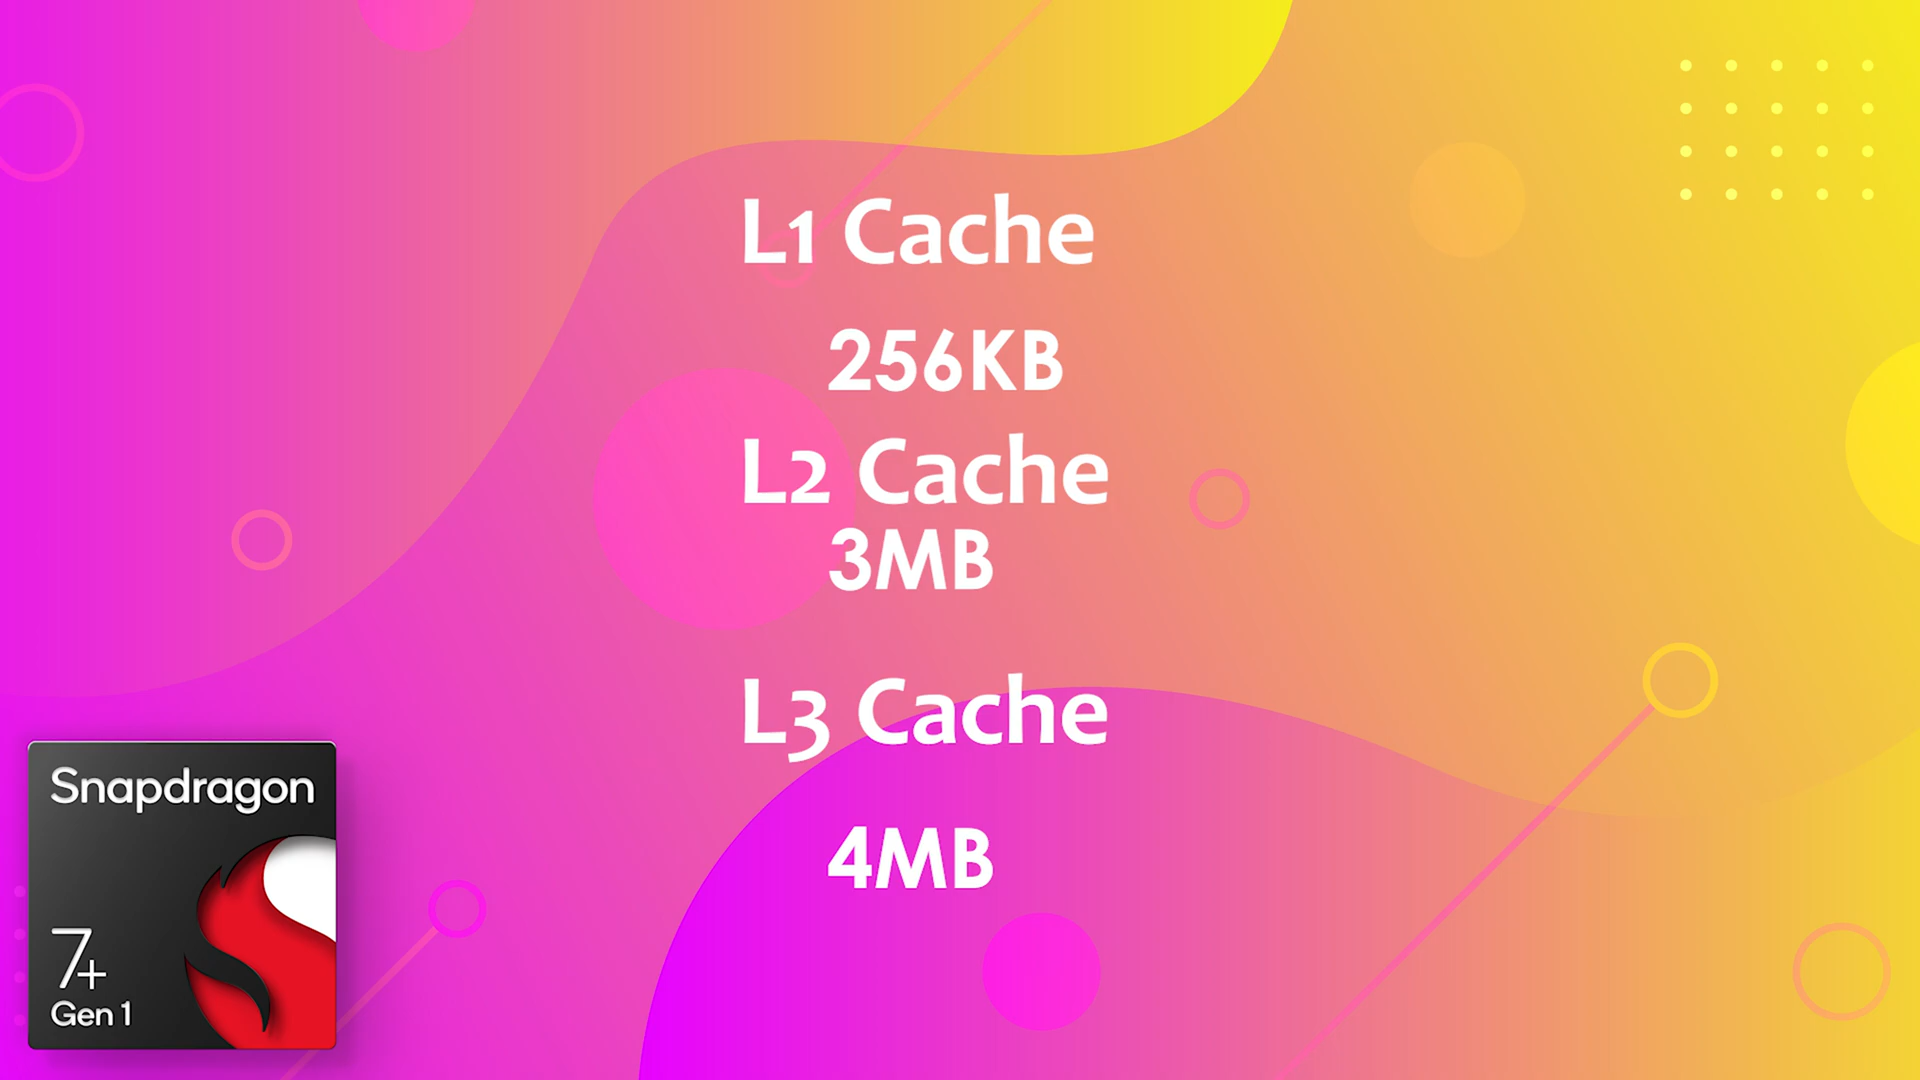 L1 Cache
256KB
L2 Cache
3MB
L3 Cache
4MB
Snapdragon
7+
Gen 1